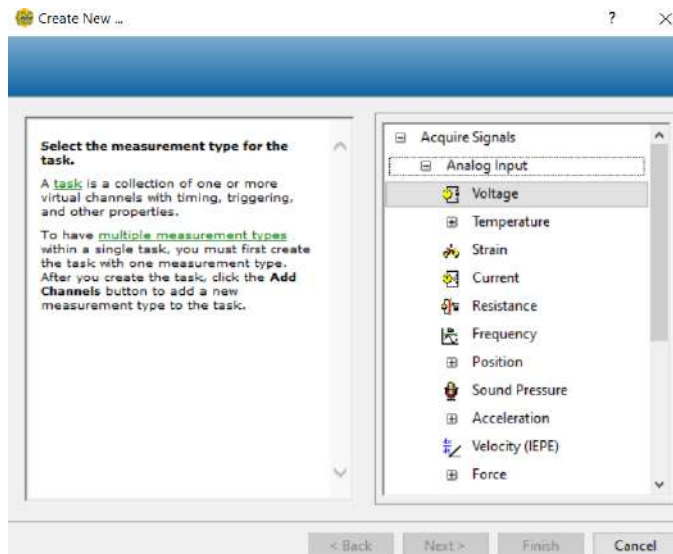 Create New ...
Select the measurement type for the
task.
A task is a collection of one or more
virtual channels with timing, triggering,
and other properties.
To have multiple measurement types
within a single task, you must first create
the task with one measurement type.
After you create the task, click the Add
Channels button to add a new
measurement type to the task.
Acquire Signals
Analog Input
Voltage
Temperature
Strain
Current
Resistance
Frequency
Position
Sound Pressure
Acceleration
Velocity (IEPE)
Force
< Back
Next >
Finish
Cancel